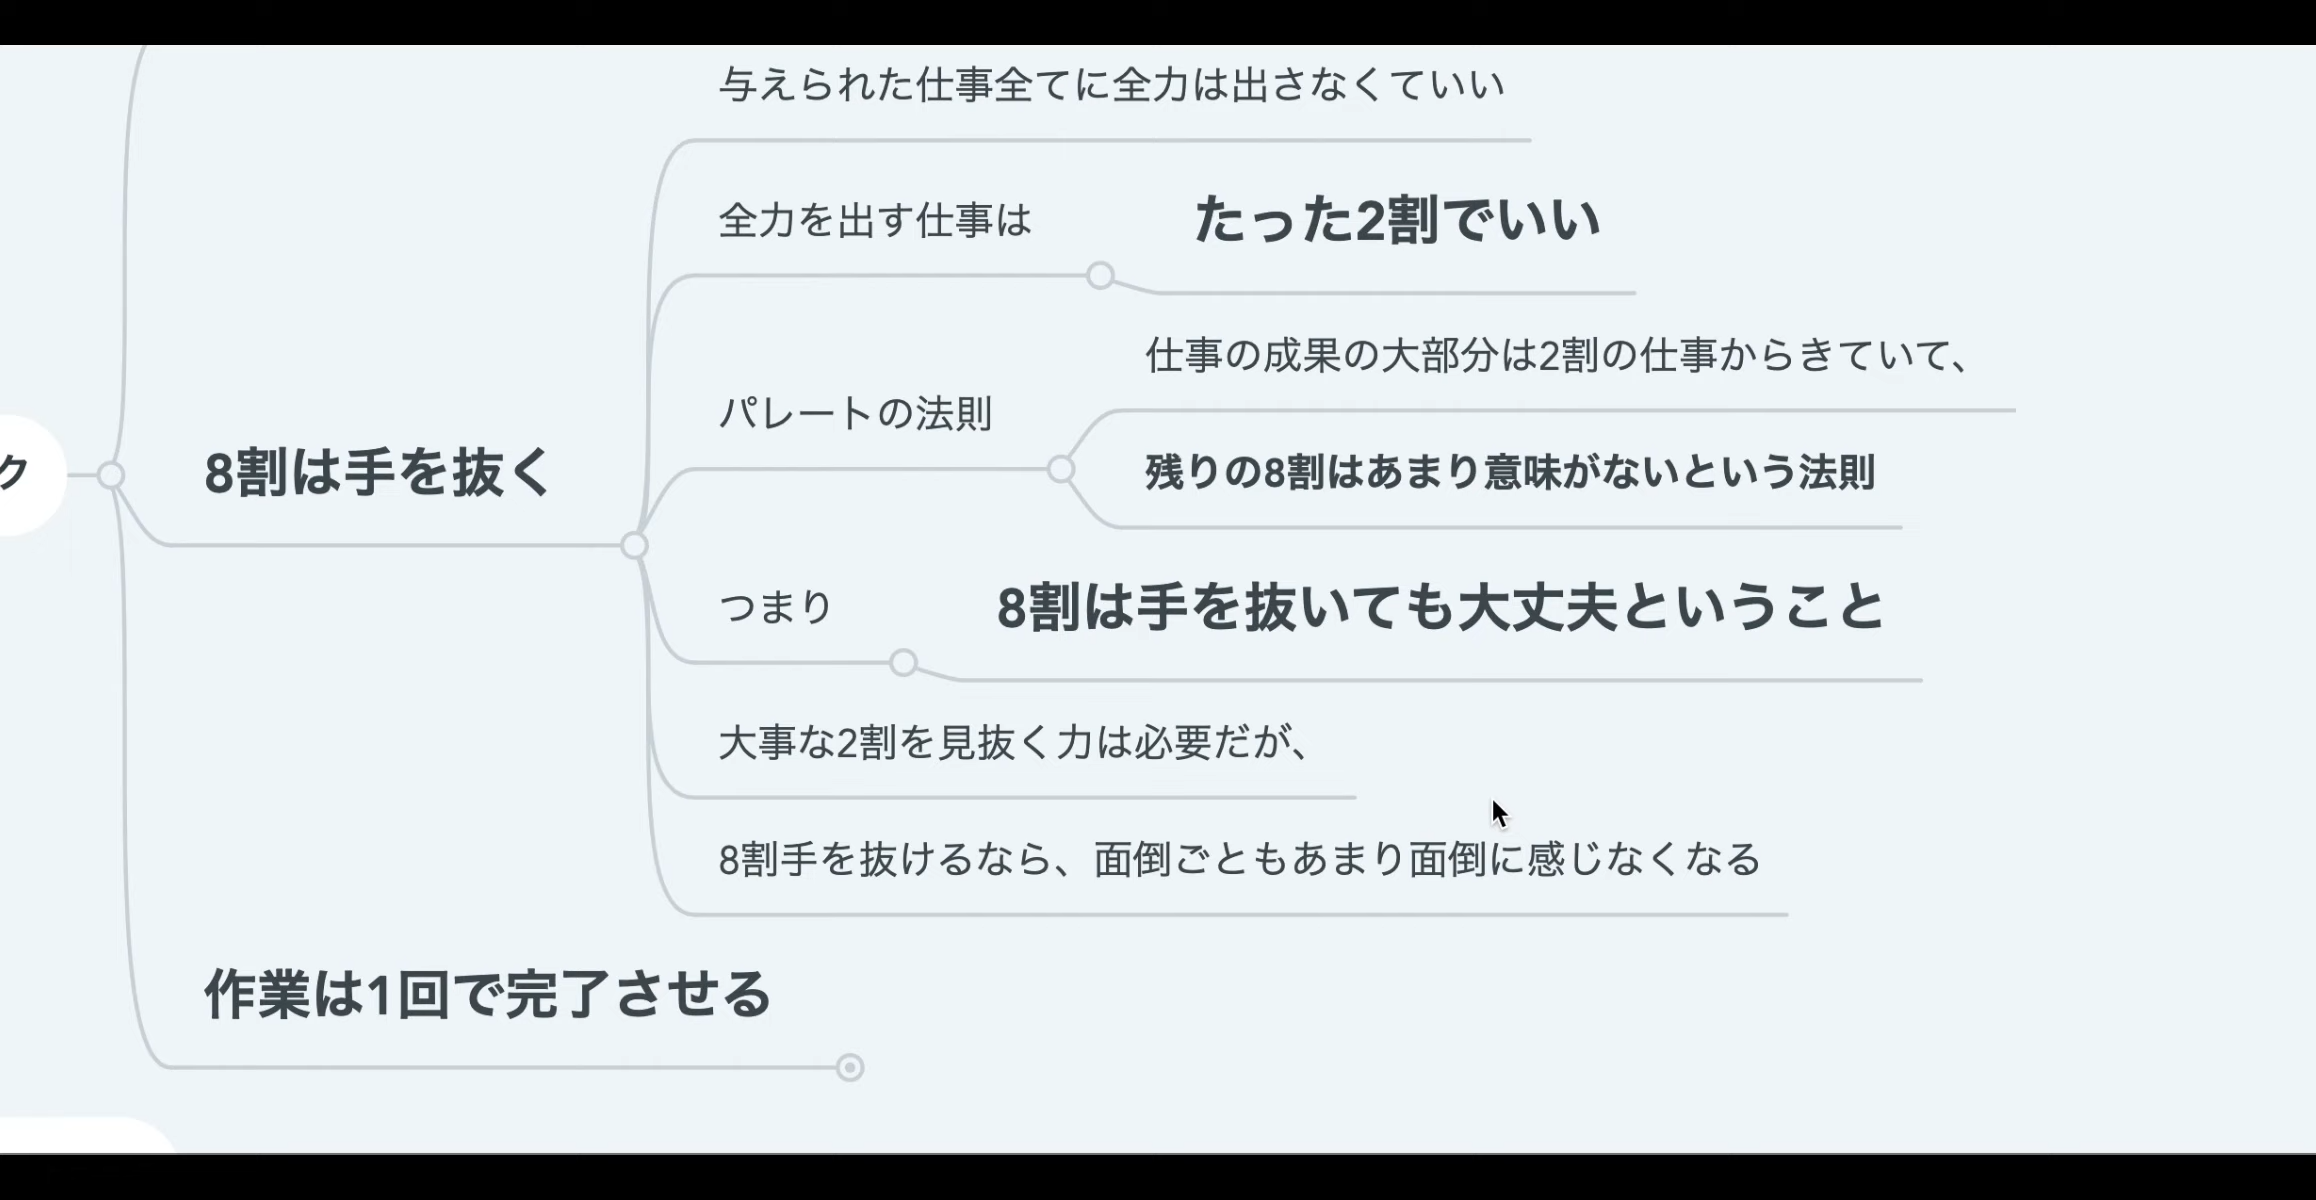 与えられた仕事全てに全力は出さなくていい
全力を出す仕事は
たった2割でいい
仕事の成果の大部分は2割の仕事からきていて、
パレートの法則
残りの8割はあまり意味がないという法則
ク
8割は手を抜く
つまり
8割は手を抜いても大丈夫ということ
大事な2割を見抜く力は必要だが、
8割手を抜けるなら、面倒ごともあまり面倒に感じなくなる
作業は1回で完了させる